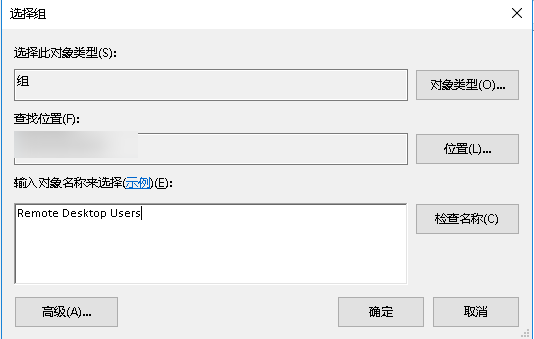 选择组
选择此对象类型(S):
组
对象类型(O)...
查找位置(F):
位置(L)...
输入对象名称来选择(示例)(E):
Remote Desktop Users
检查名称(C)
高级(A)...
确定
取消